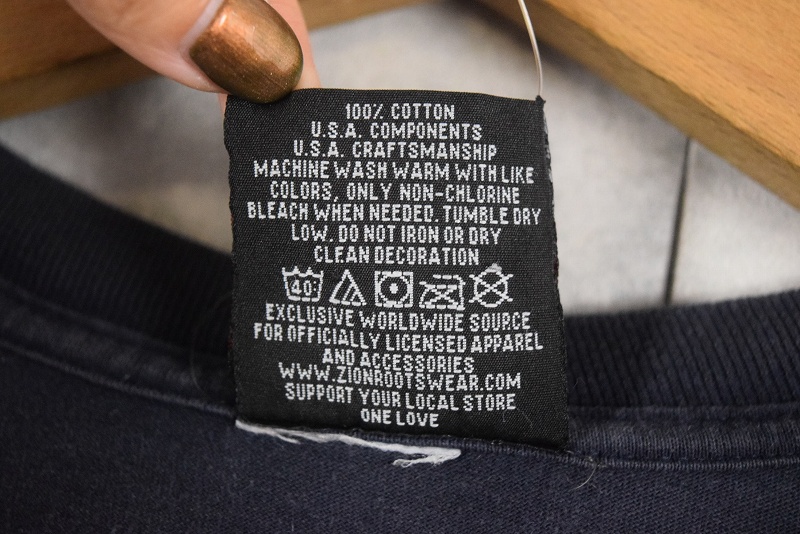 100% COTTON
U.S.A. COMPONENTS
U.S.A. CRAFTSMANSHIP
MACHINE WASH WARM WITH LIKE
COLORS, ONLY NON-CHLORINE
BLEACH WHEN NEEDED. TUMBLE DRY
LOW. DO NOT IRON OR DRY
CLEAN DECORATION
40
EXCLUSIVE WORLDWIDE SOURCE
FOR OFFICIALLY LICENSED APPAREL
AND ACCESSORIES
WWW.ZIONROOTSWEAR.COM
SUPPORT YOUR LOCAL STORE
ONE LOVE